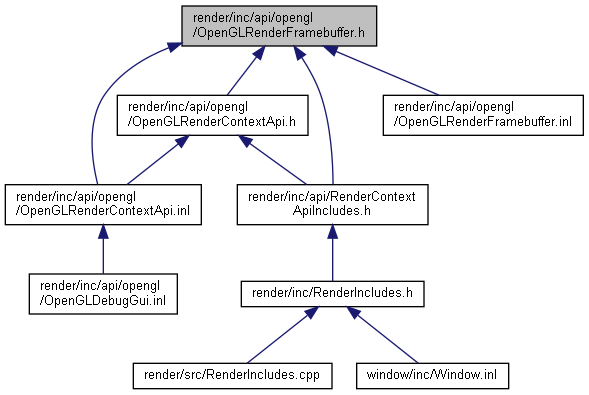 render/inc/api/opengl
/OpenGLRenderFramebuffer.h
render/inc/api/opengl
/OpenGLRenderContextApi.h
render/inc/api/opengl
/OpenGLRenderFramebuffer.inl
render/inc/api/opengl
/OpenGLRenderContextApi.inl
render/inc/api/RenderContext
ApiIncludes.h
render/inc/api/opengl
/OpenGLDebugGui.inl
render/inc/RenderIncludes.h
render/src/RenderIncludes.cpp
window/inc/Window.inl